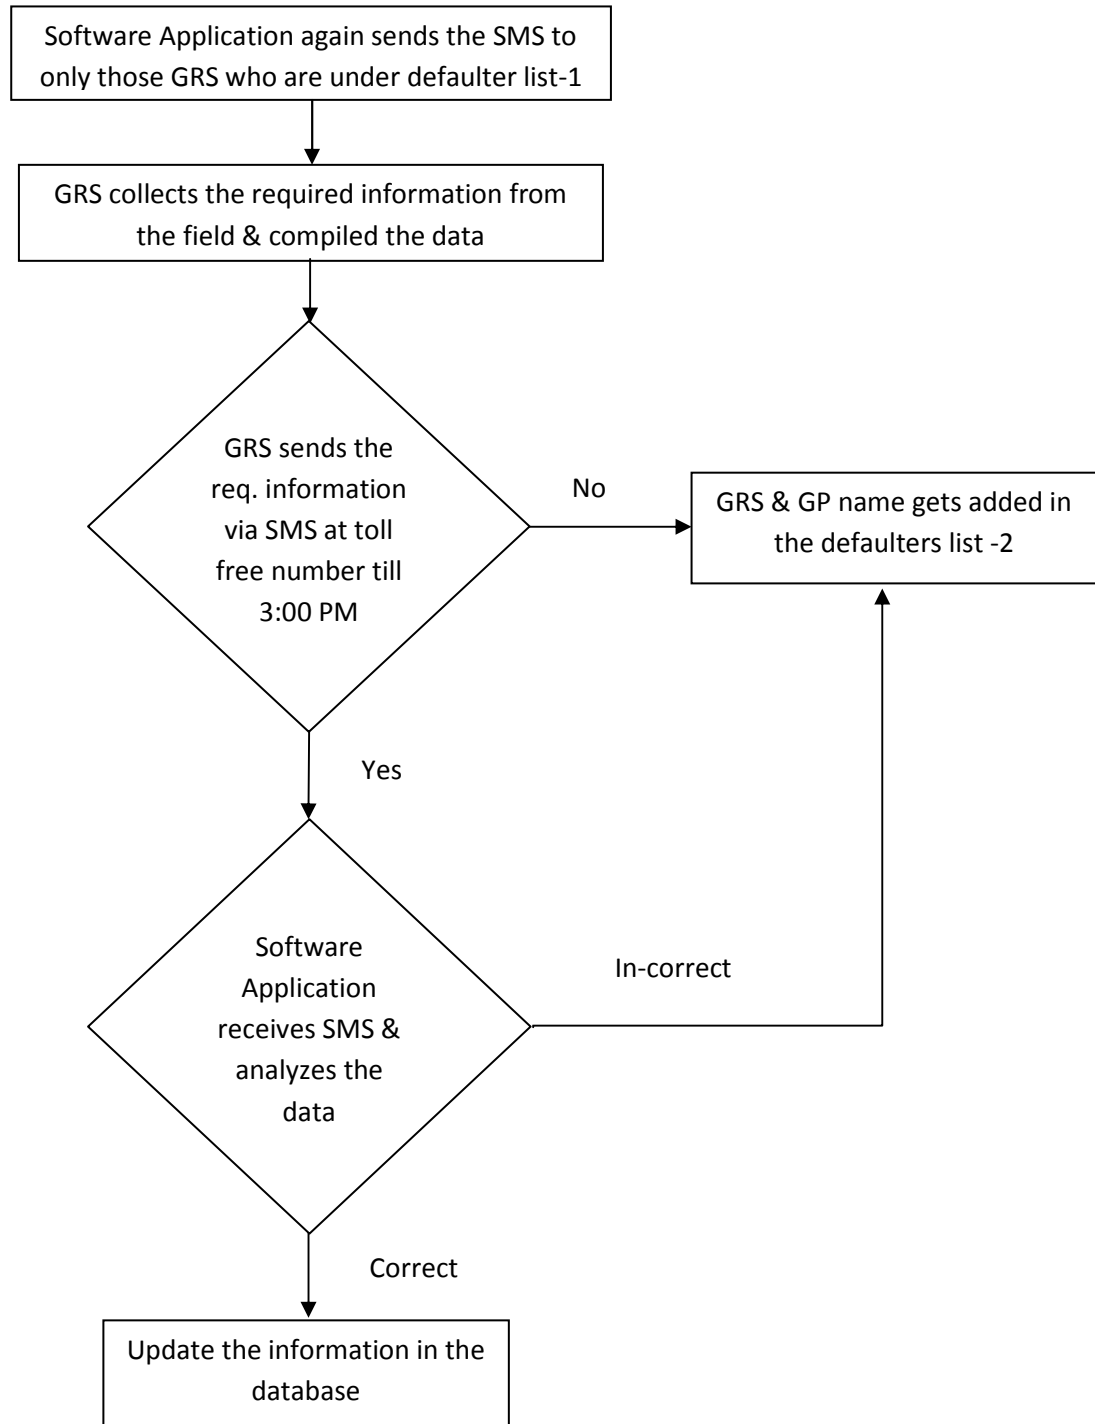 Software Application again sends the SMS to
only those GRS who are under defaulter list-1
GRS collects the required information from
the field & compiled the data
GRS sends the
req. information
via SMS at toll
free number till
3:00 PM
No
GRS & GP name gets added in
the defaulters list -2
Yes
Software
Application
receives SMS &
analyzes the
data
In-correct
Correct
Update the information in the
database